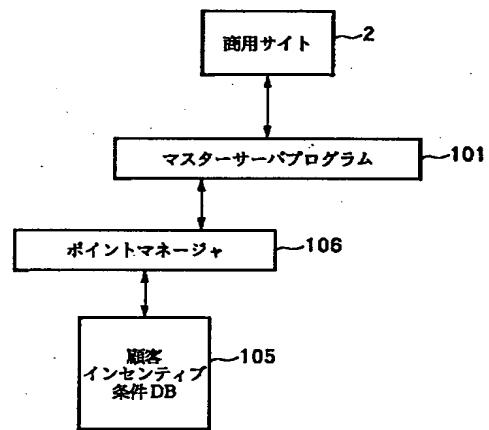 商用サイト
2
マスターサーバプログラム
101
ポイントマネージャ
106
顧客
インセンティブ
条件DB
105